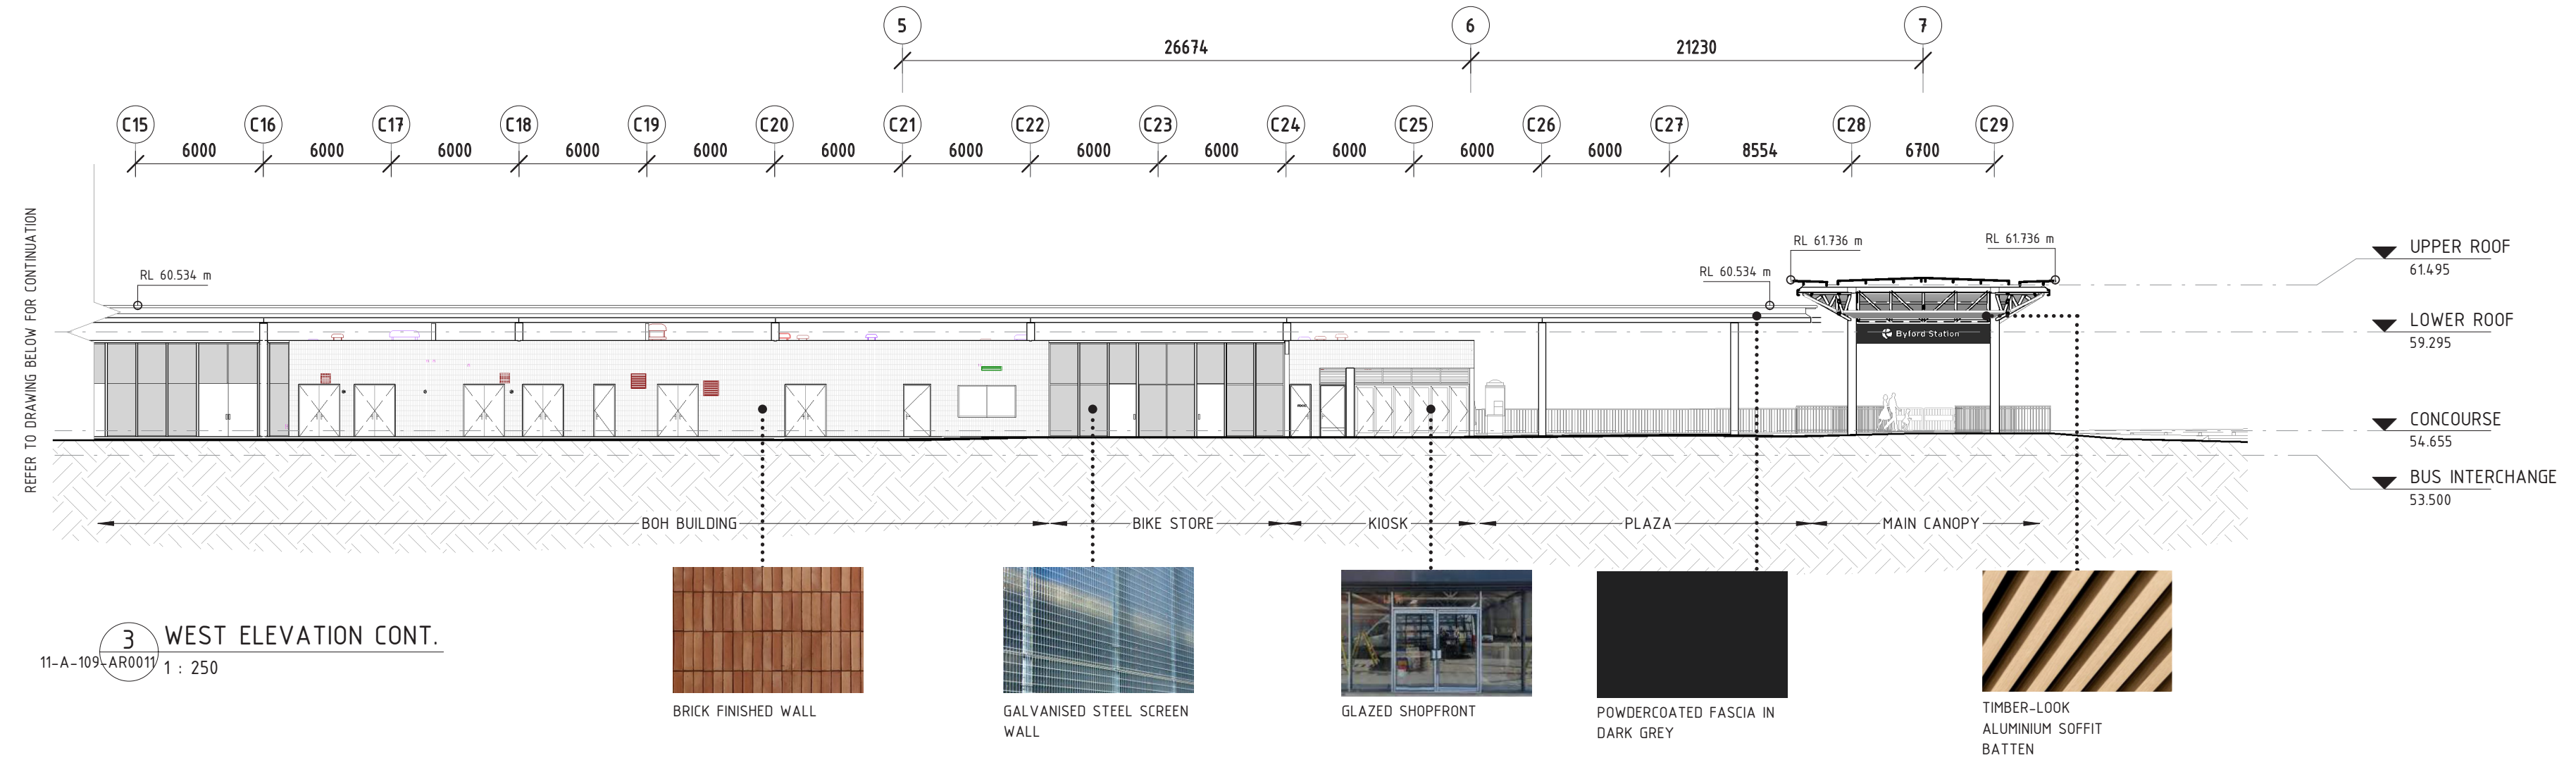 5
6
7
26674
21230
C15
C16
C17
C18
C19
C20
C21
C22
C23
C24
C25
C26
C27
C28
C29
6000
6000
6000
6000
6000
6000
6000
6000
6000
6000
6000
6000
8554
6700
REFER TO DRAWING BELOW FOR CONTINUATION
RL 60.534 m
RL 60.534 m
RL 61.736 m
RL 61.736 m
UPPER ROOF
61.495
LOWER ROOF
59.295
Byford Station
CONCOURSE
54.655
BUS INTERCHANGE
53.500
BOH BUILDING
BIKE STORE
KIOSK
PLAZA
MAIN CANOPY
3
WEST ELEVATION CONT.
11-A-109-AR0011
1 : 250
BRICK FINISHED WALL
GALVANISED STEEL SCREEN
WALL
GLAZED SHOPFRONT
POWDERCOATED FASCIA IN
DARK GREY
TIMBER-LOOK
ALUMINIUM SOFFIT
BATTEN